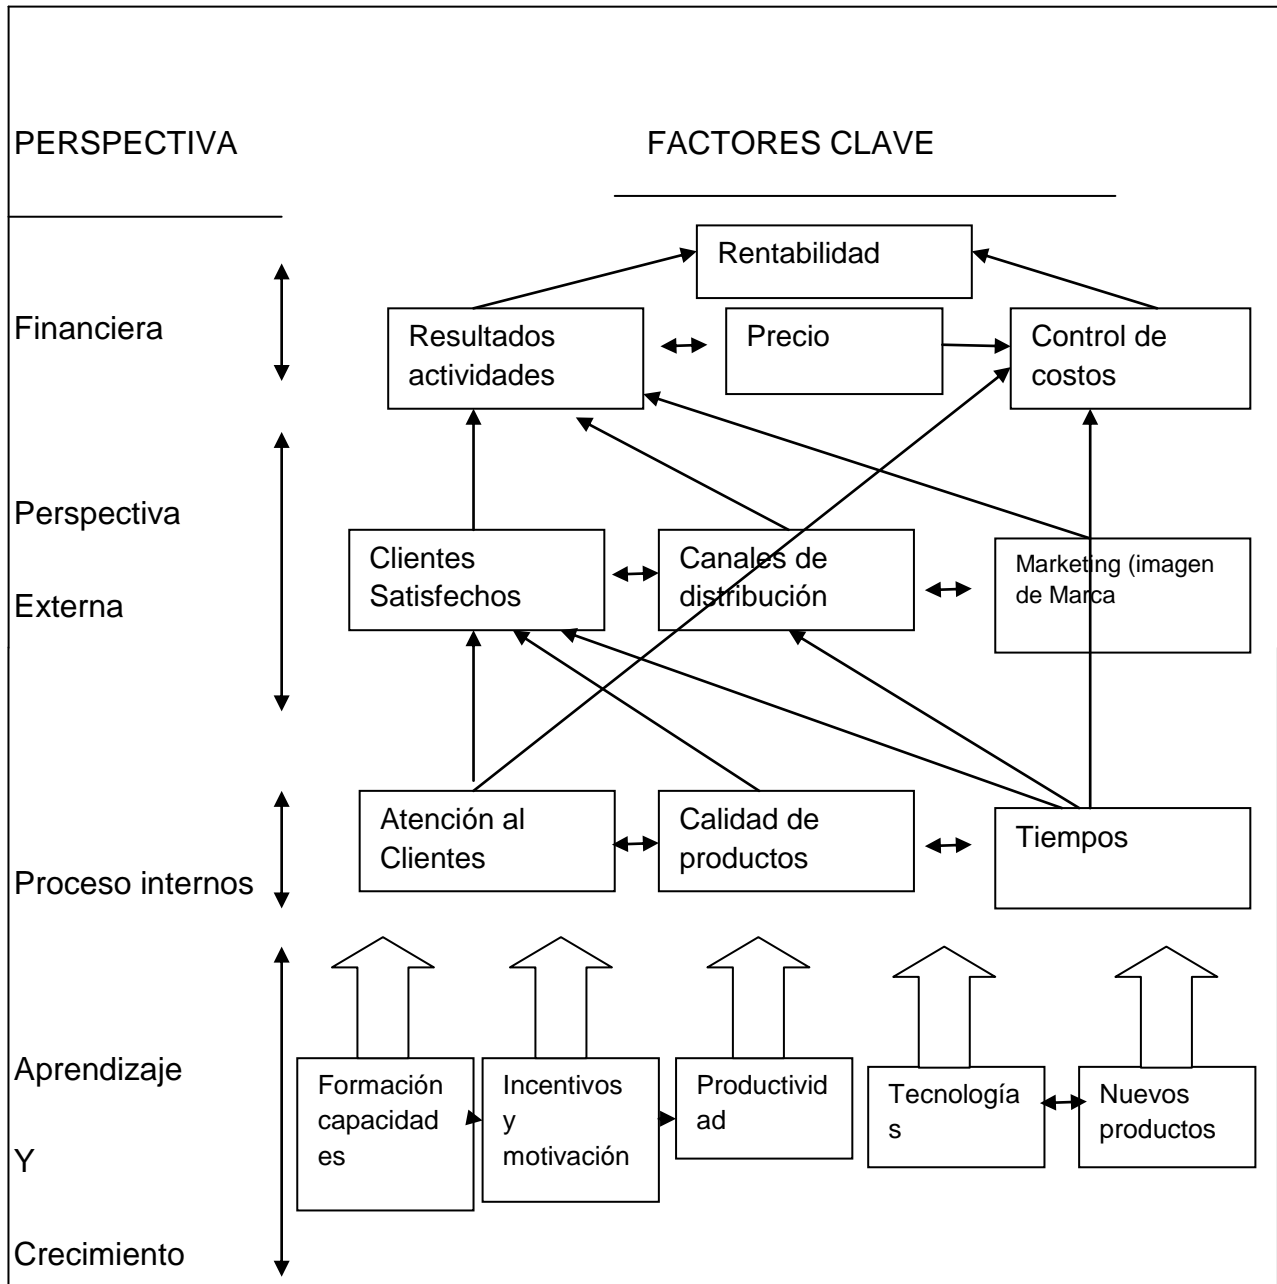 PERSPECTIVA
FACTORES CLAVE
Rentabilidad
Financiera
Resultados
actividades
Precio
Control de
costos
Perspectiva
Externa
Clientes
Satisfechos
Canales de
distribución
Marketing (imagen
de Marca
Proceso internos
Atención al
Clientes
Calidad de
productos
Tiempos
Aprendizaje
Y
Crecimiento
Formación
capacidad
es
Incentivos
y
motivación
Productivid
ad
Tecnología
s
Nuevos
productos